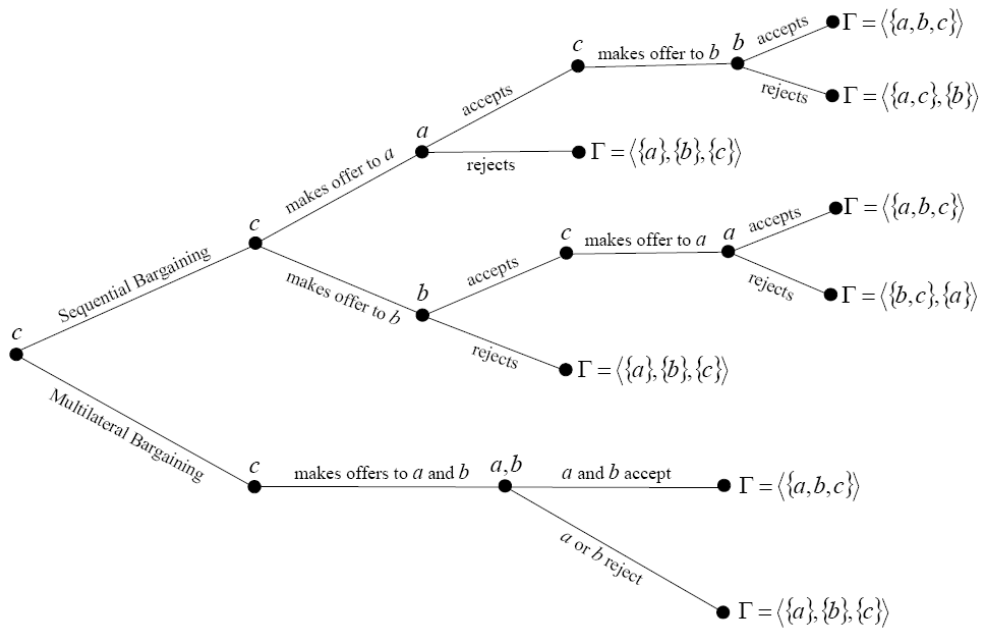 c
Sequential Bargaining
Multilateral Bargaining
c
makes offer to a
makes offer to b
a
accepts
rejects
c
makes offer to b
b
accepts
Γ = ⟨{a,b,c}⟩
rejects
Γ = ⟨{a,c},{b}⟩
Γ = ⟨{a},{b},{c}⟩
b
accepts
rejects
c
makes offer to a
a
accepts
Γ = ⟨{a,b,c}⟩
rejects
Γ = ⟨{b,c},{a}⟩
Γ = ⟨{a},{b},{c}⟩
c
makes offers to a and b
a,b
a and b accept
Γ = ⟨{a,b,c}⟩
a or b reject
Γ = ⟨{a},{b},{c}⟩